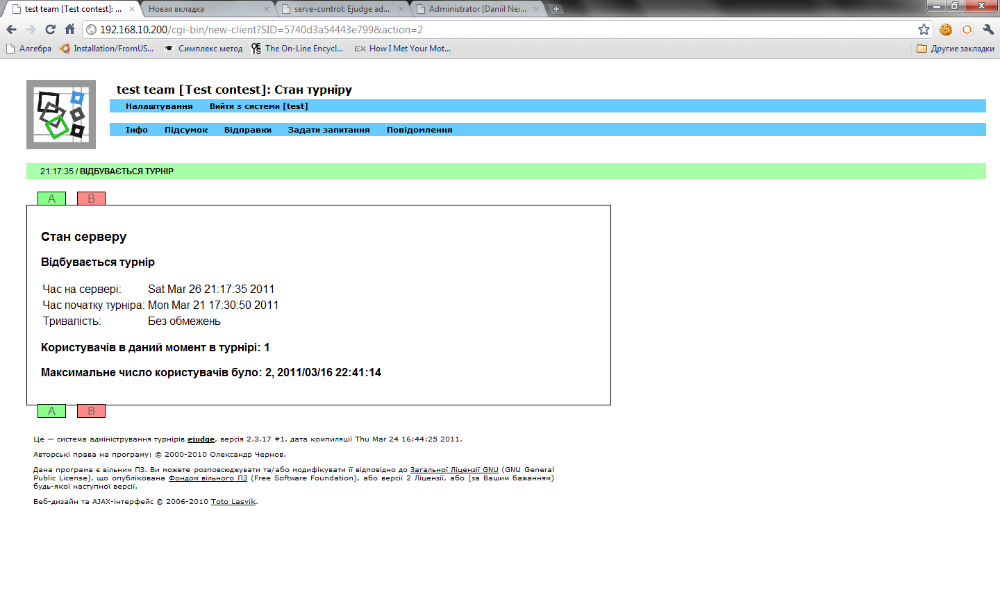 test team [Test contest]: ...
Новая вкладка
serve-control: Ejudge ad...
Administrator [Daniil Nei...
192.168.10.200/cgi-bin/new-client?SID=5740d3a54443e799&action=2
Алгебра
Installation/FromUS...
Симплекс метод
The On-Line Encycl...
How I Met Your Mot...
Другие закладки
test team [Test contest]: Стан турніру
Налаштування Вийти з системи [test]
Інфо Підсумок Відправки Задати запитання Повідомлення
21:17:35 / ВІДБУВАЄТЬСЯ ТУРНІР
A B
Стан серверу
Відбувається турнір
Час на сервері: Sat Mar 26 21:17:35 2011
Час початку турніра: Mon Mar 21 17:30:50 2011
Тривалість: Без обмежень
Користувачів в даний момент в турнірі: 1
Максимальне число користувачів було: 2, 2011/03/16 22:41:14
A B
Це — система адміністрування турнірів ejudge, версія 2.3.17 #1, дата компиляції Thu Mar 24 16:44:25 2011.
Авторські права на програму: © 2000-2010 Олександр Чернов.
Дана програма є вільним ПЗ. Ви можете розповсюджувати та/або модифікувати її відповідно до Загальної Ліцензії GNU (GNU General
Public License), що опублікована Фондом вільного ПЗ (Free Software Foundation), або версії 2 Ліцензії, або (за Вашим бажанням)
будь-якої наступної версії.
Веб-дизайн та AJAX-інтерфейс © 2006-2010 Toto Lasvik.